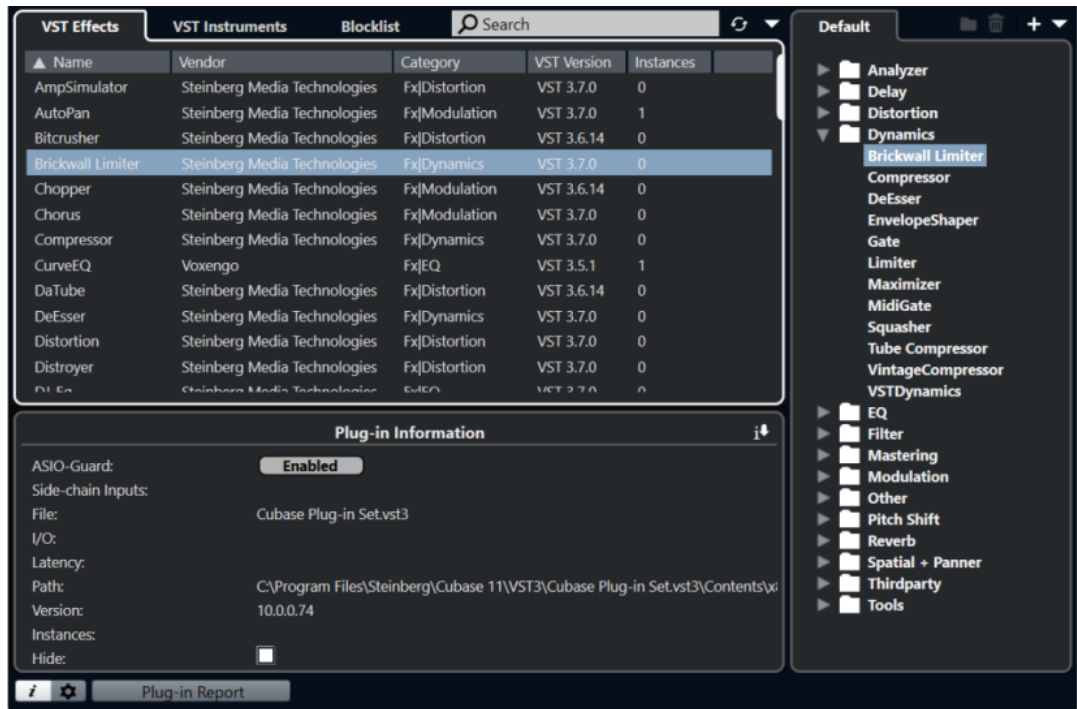 VST Effects VST Instruments Blocklist Search
Name Vendor Category VST Version Instances
AmpSimulator Steinberg Media Technologies Fx|Distortion VST 3.7.0 0
AutoPan Steinberg Media Technologies Fx|Modulation VST 3.7.0 1
Bitcrusher Steinberg Media Technologies Fx|Distortion VST 3.6.14 0
Brickwall Limiter Steinberg Media Technologies Fx|Dynamics VST 3.7.0 0
Chopper Steinberg Media Technologies Fx|Modulation VST 3.6.14 0
Chorus Steinberg Media Technologies Fx|Modulation VST 3.7.0 0
Compressor Steinberg Media Technologies Fx|Dynamics VST 3.7.0 0
CurveEQ Voxengo Fx|EQ VST 3.5.1 1
DaTube Steinberg Media Technologies Fx|Distortion VST 3.6.14 0
DeEsser Steinberg Media Technologies Fx|Dynamics VST 3.7.0 0
Distortion Steinberg Media Technologies Fx|Distortion VST 3.7.0 0
Distroyer Steinberg Media Technologies Fx|Distortion VST 3.7.0 0
Steinberg Media Technologies Fx|EQ VST 3.7.0 0
Plug-in Information
ASIO-Guard: Enabled
Side-chain Inputs:
File: Cubase Plug-in Set.vst3
I/O:
Latency:
Path: C:\Program Files\Steinberg\Cubase 11\VST3\Cubase Plug-in Set.vst3\Contents\x
Version: 10.0.0.74
Instances:
Hide:
Plug-in Report
Default
Analyzer
Delay
Distortion
Dynamics
Brickwall Limiter
Compressor
DeEsser
EnvelopeShaper
Gate
Limiter
Maximizer
MidiGate
Squasher
Tube Compressor
VintageCompressor
VSTDynamics
EQ
Filter
Mastering
Modulation
Other
Pitch Shift
Reverb
Spatial + Panner
Thirdparty
Tools